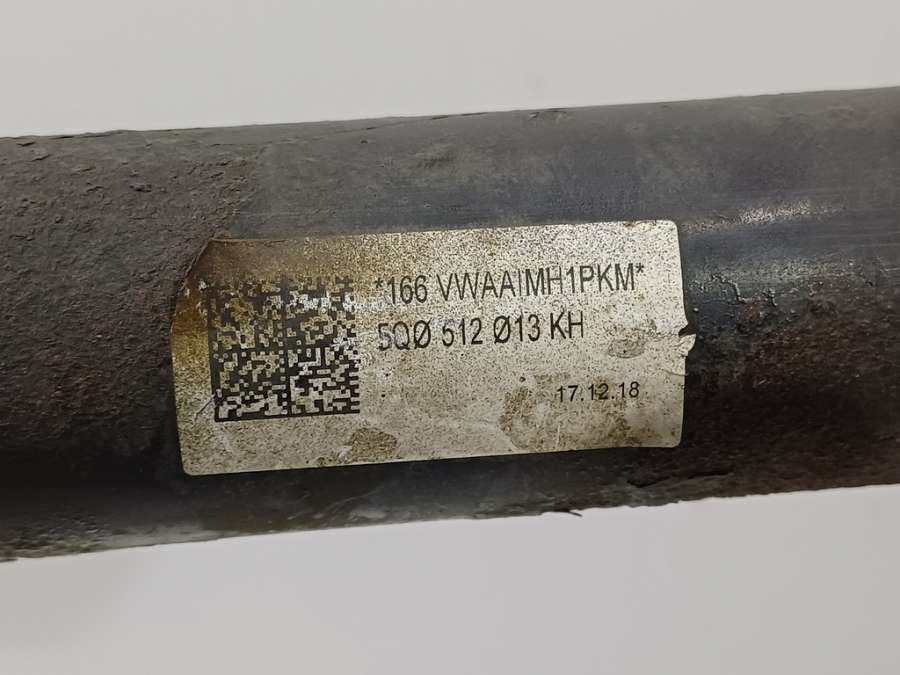 *166 VWAAIMH1PKM*
5QØ 512 Ø13 KH
17.12.18